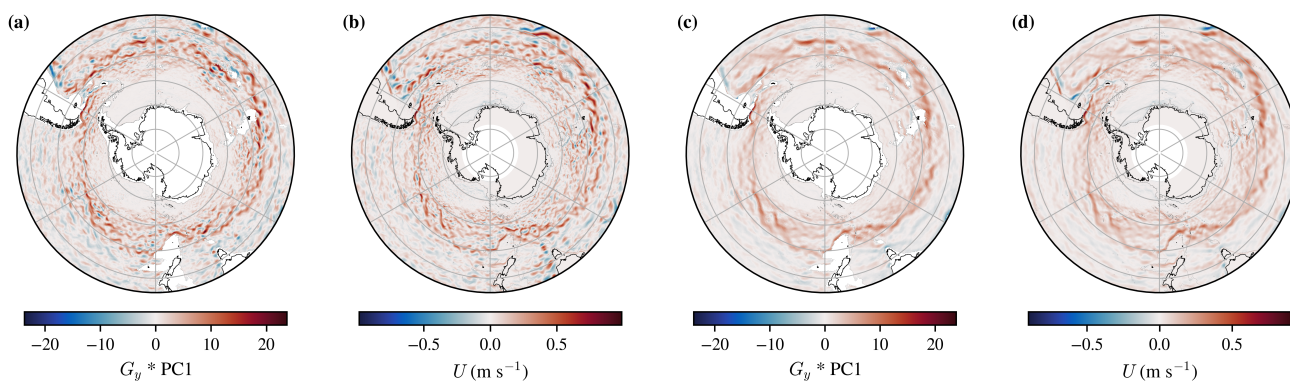 (a) (b) (c) (d)
−20 −10 0 10 20 −0.5 0.0 0.5 −20 −10 0 10 20 −0.5 0.0 0.5
G_y * PC1 U (m s⁻¹) G_y * PC1 U (m s⁻¹)